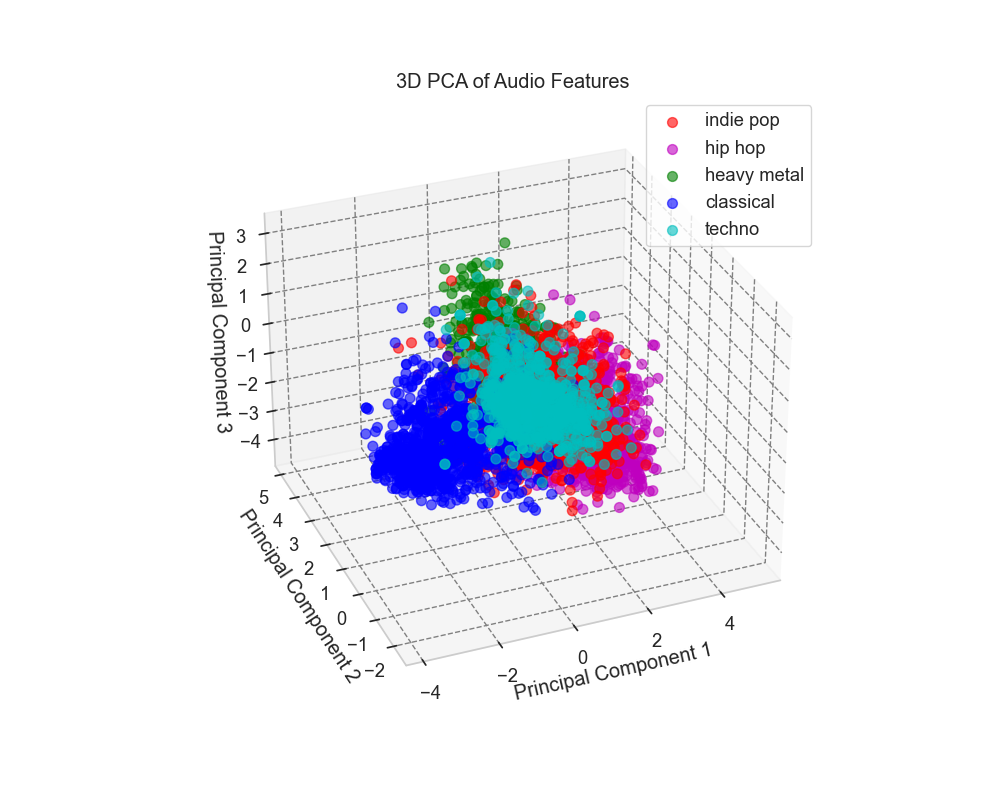 3D PCA of Audio Features
indie pop
hip hop
heavy metal
classical
techno
Principal Component 3
3
2
1
0
−1
−2
−3
−4
Principal Component 2
5
4
3
2
1
0
−1
−2
−4
−2
0
2
4
Principal Component 1